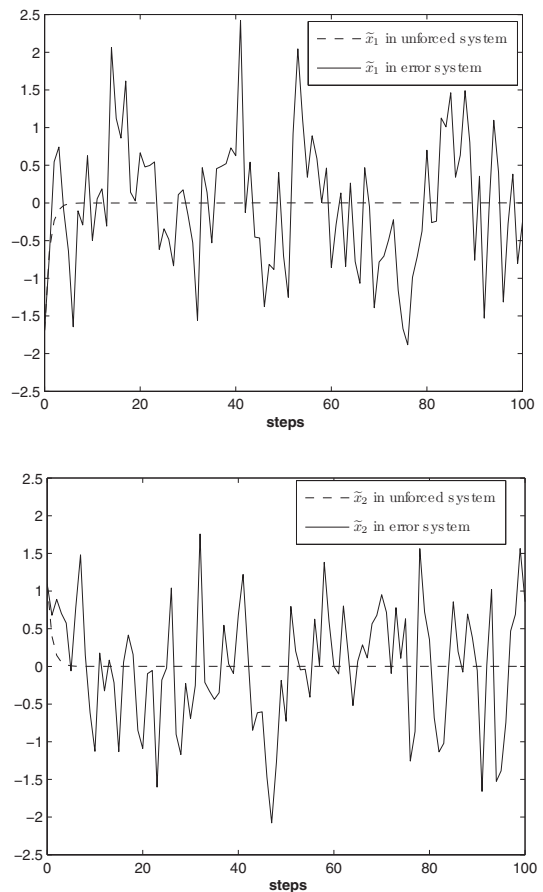 2.5
2
1.5
1
0.5
0
−0.5
−1
−1.5
−2
−2.5
0 20 40 60 80 100
steps
x̃₁ in unforced system
x̃₁ in error system
2.5
2
1.5
1
0.5
0
−0.5
−1
−1.5
−2
−2.5
0 20 40 60 80 100
steps
x̃₂ in unforced system
x̃₂ in error system